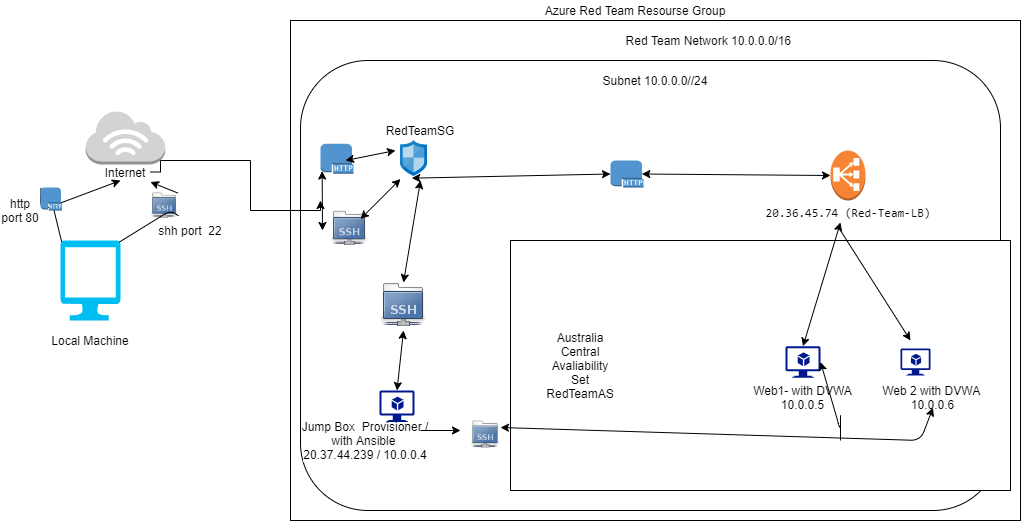 Azure Red Team Resourse Group
Red Team Network 10.0.0.0/16
Subnet 10.0.0.0//24
RedTeamSG
HTTP
HTTP
Internet
HTTP
http
port 80
SSH
shh port  22
SSH
20.36.45.74 (Red-Team-LB)
SSH
Local Machine
Australia
Central
Avaliability
Set
RedTeamAS
Web1- with DVWA
10.0.0.5
Web 2 with DVWA
10.0.0.6
Jump Box  Provisioner /
with Ansible
20.37.44.239 / 10.0.0.4
SSH